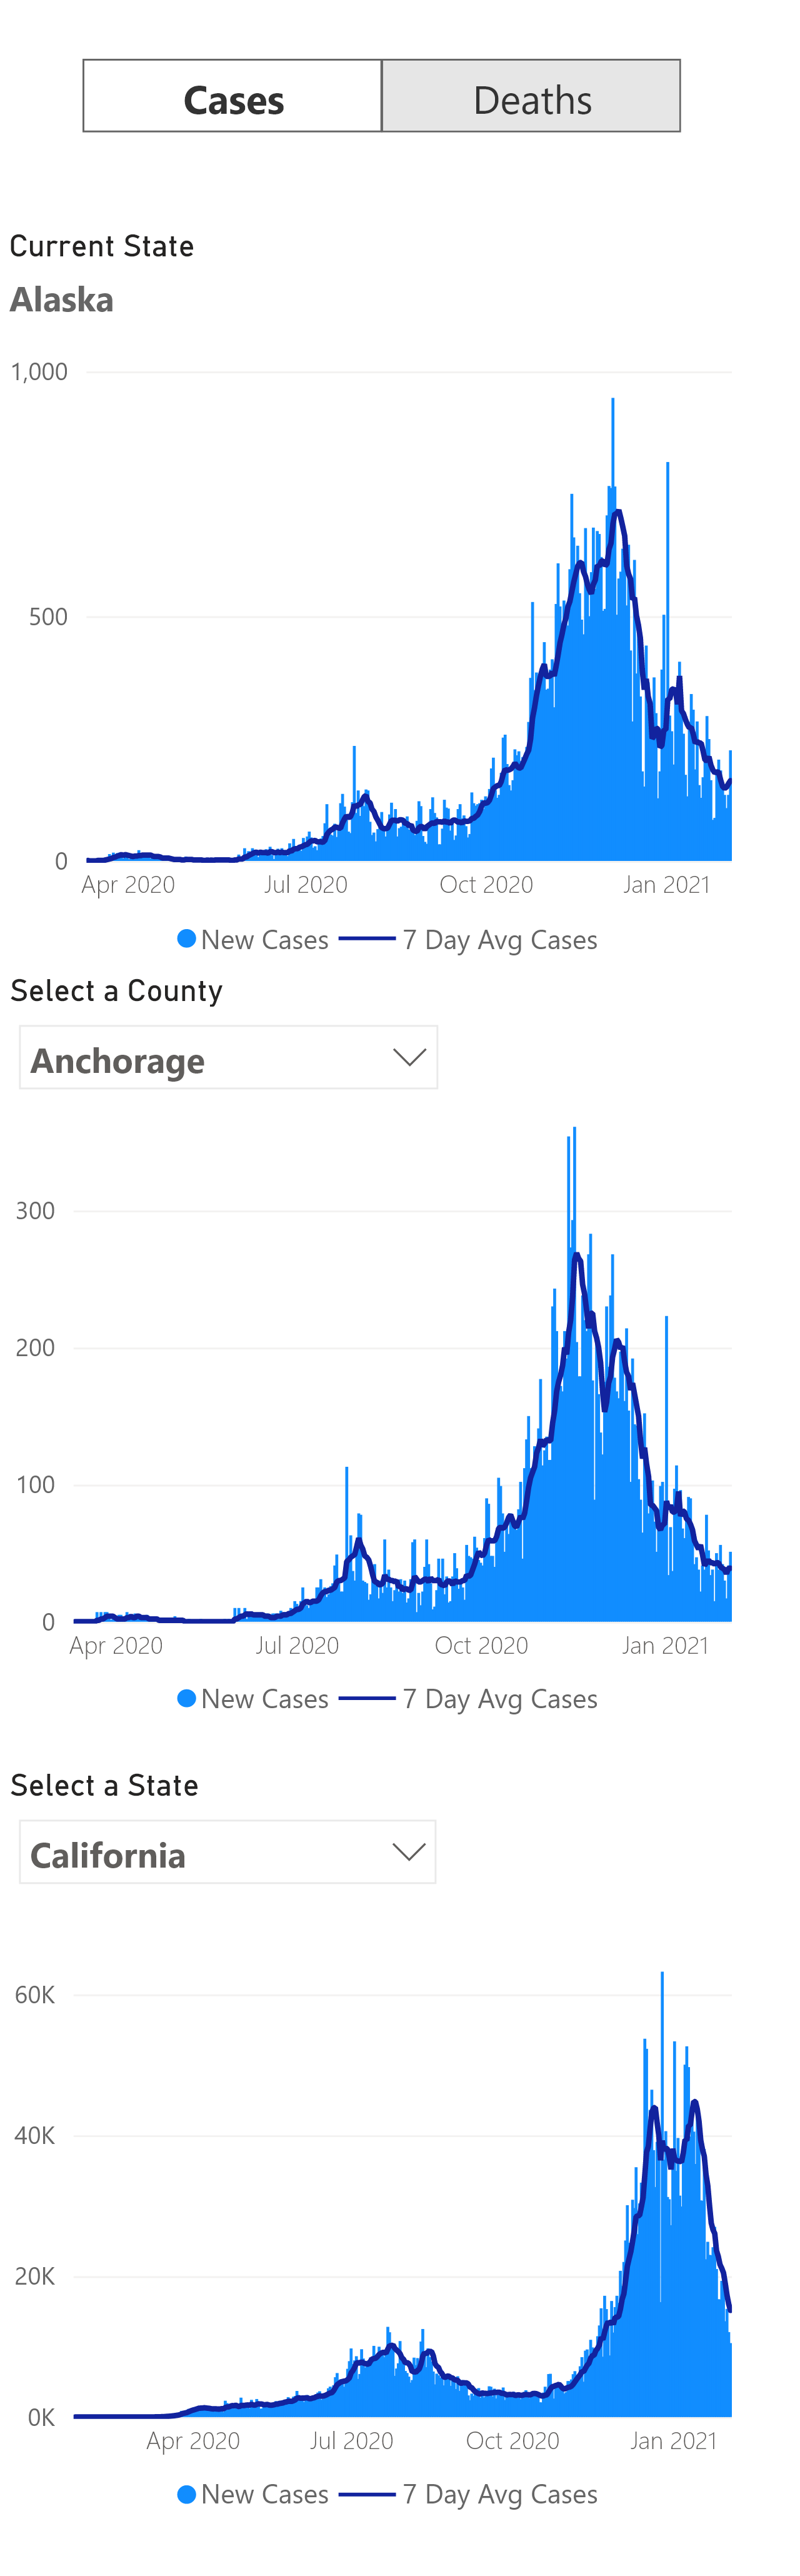 Cases Deaths
Current State
Alaska
1,000
500
0
Apr 2020 Jul 2020 Oct 2020 Jan 2021
New Cases 7 Day Avg Cases
Select a County
Anchorage
300
200
100
0
Apr 2020 Jul 2020 Oct 2020 Jan 2021
New Cases 7 Day Avg Cases
Select a State
California
60K
40K
20K
0K
Apr 2020 Jul 2020 Oct 2020 Jan 2021
New Cases 7 Day Avg Cases